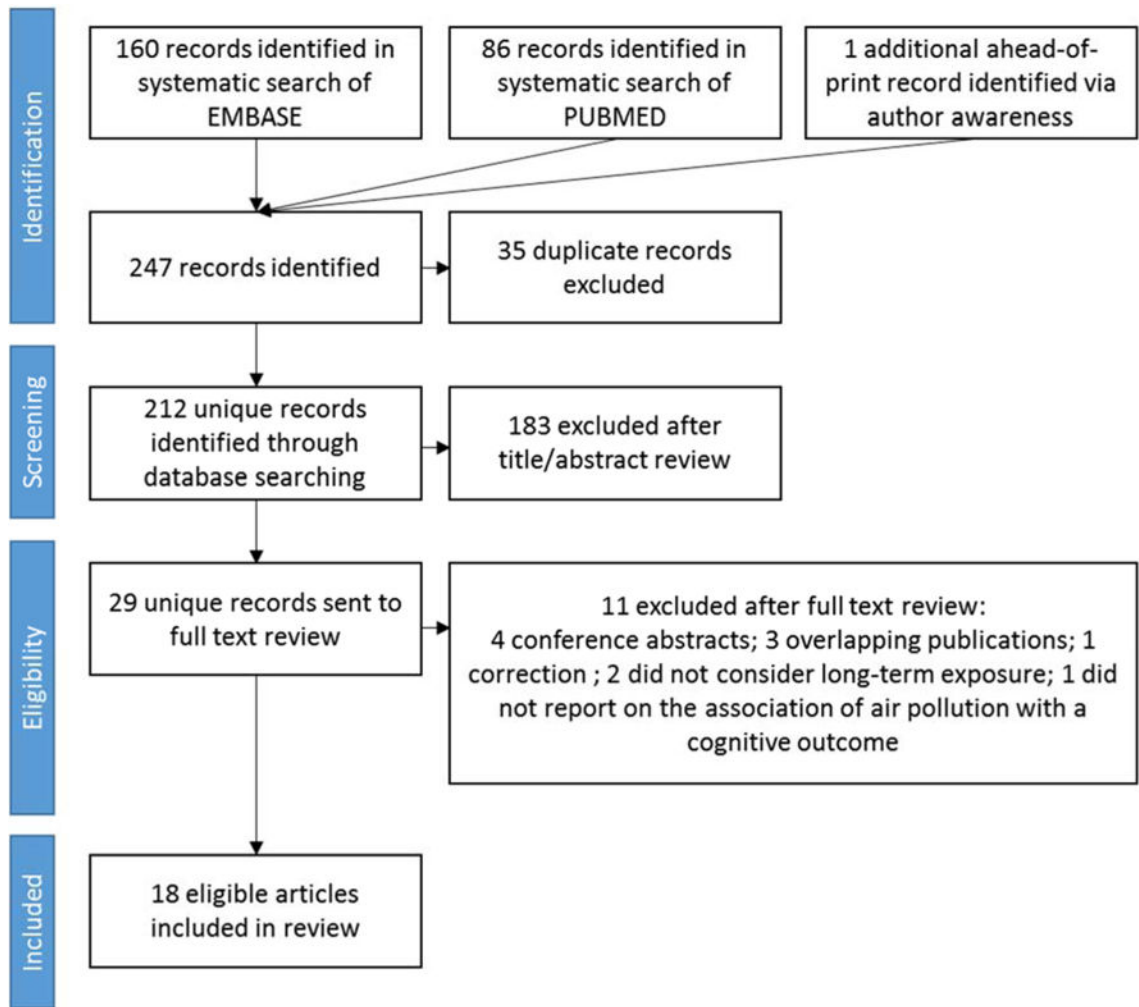 Identification
160 records identified in
systematic search of
EMBASE
86 records identified in
systematic search of
PUBMED
1 additional ahead-of-
print record identified via
author awareness
247 records identified
35 duplicate records
excluded
Screening
212 unique records
identified through
database searching
183 excluded after
title/abstract review
Eligibility
29 unique records sent to
full text review
11 excluded after full text review:
4 conference abstracts; 3 overlapping publications; 1
correction ; 2 did not consider long-term exposure; 1 did
not report on the association of air pollution with a
cognitive outcome
Included
18 eligible articles
included in review